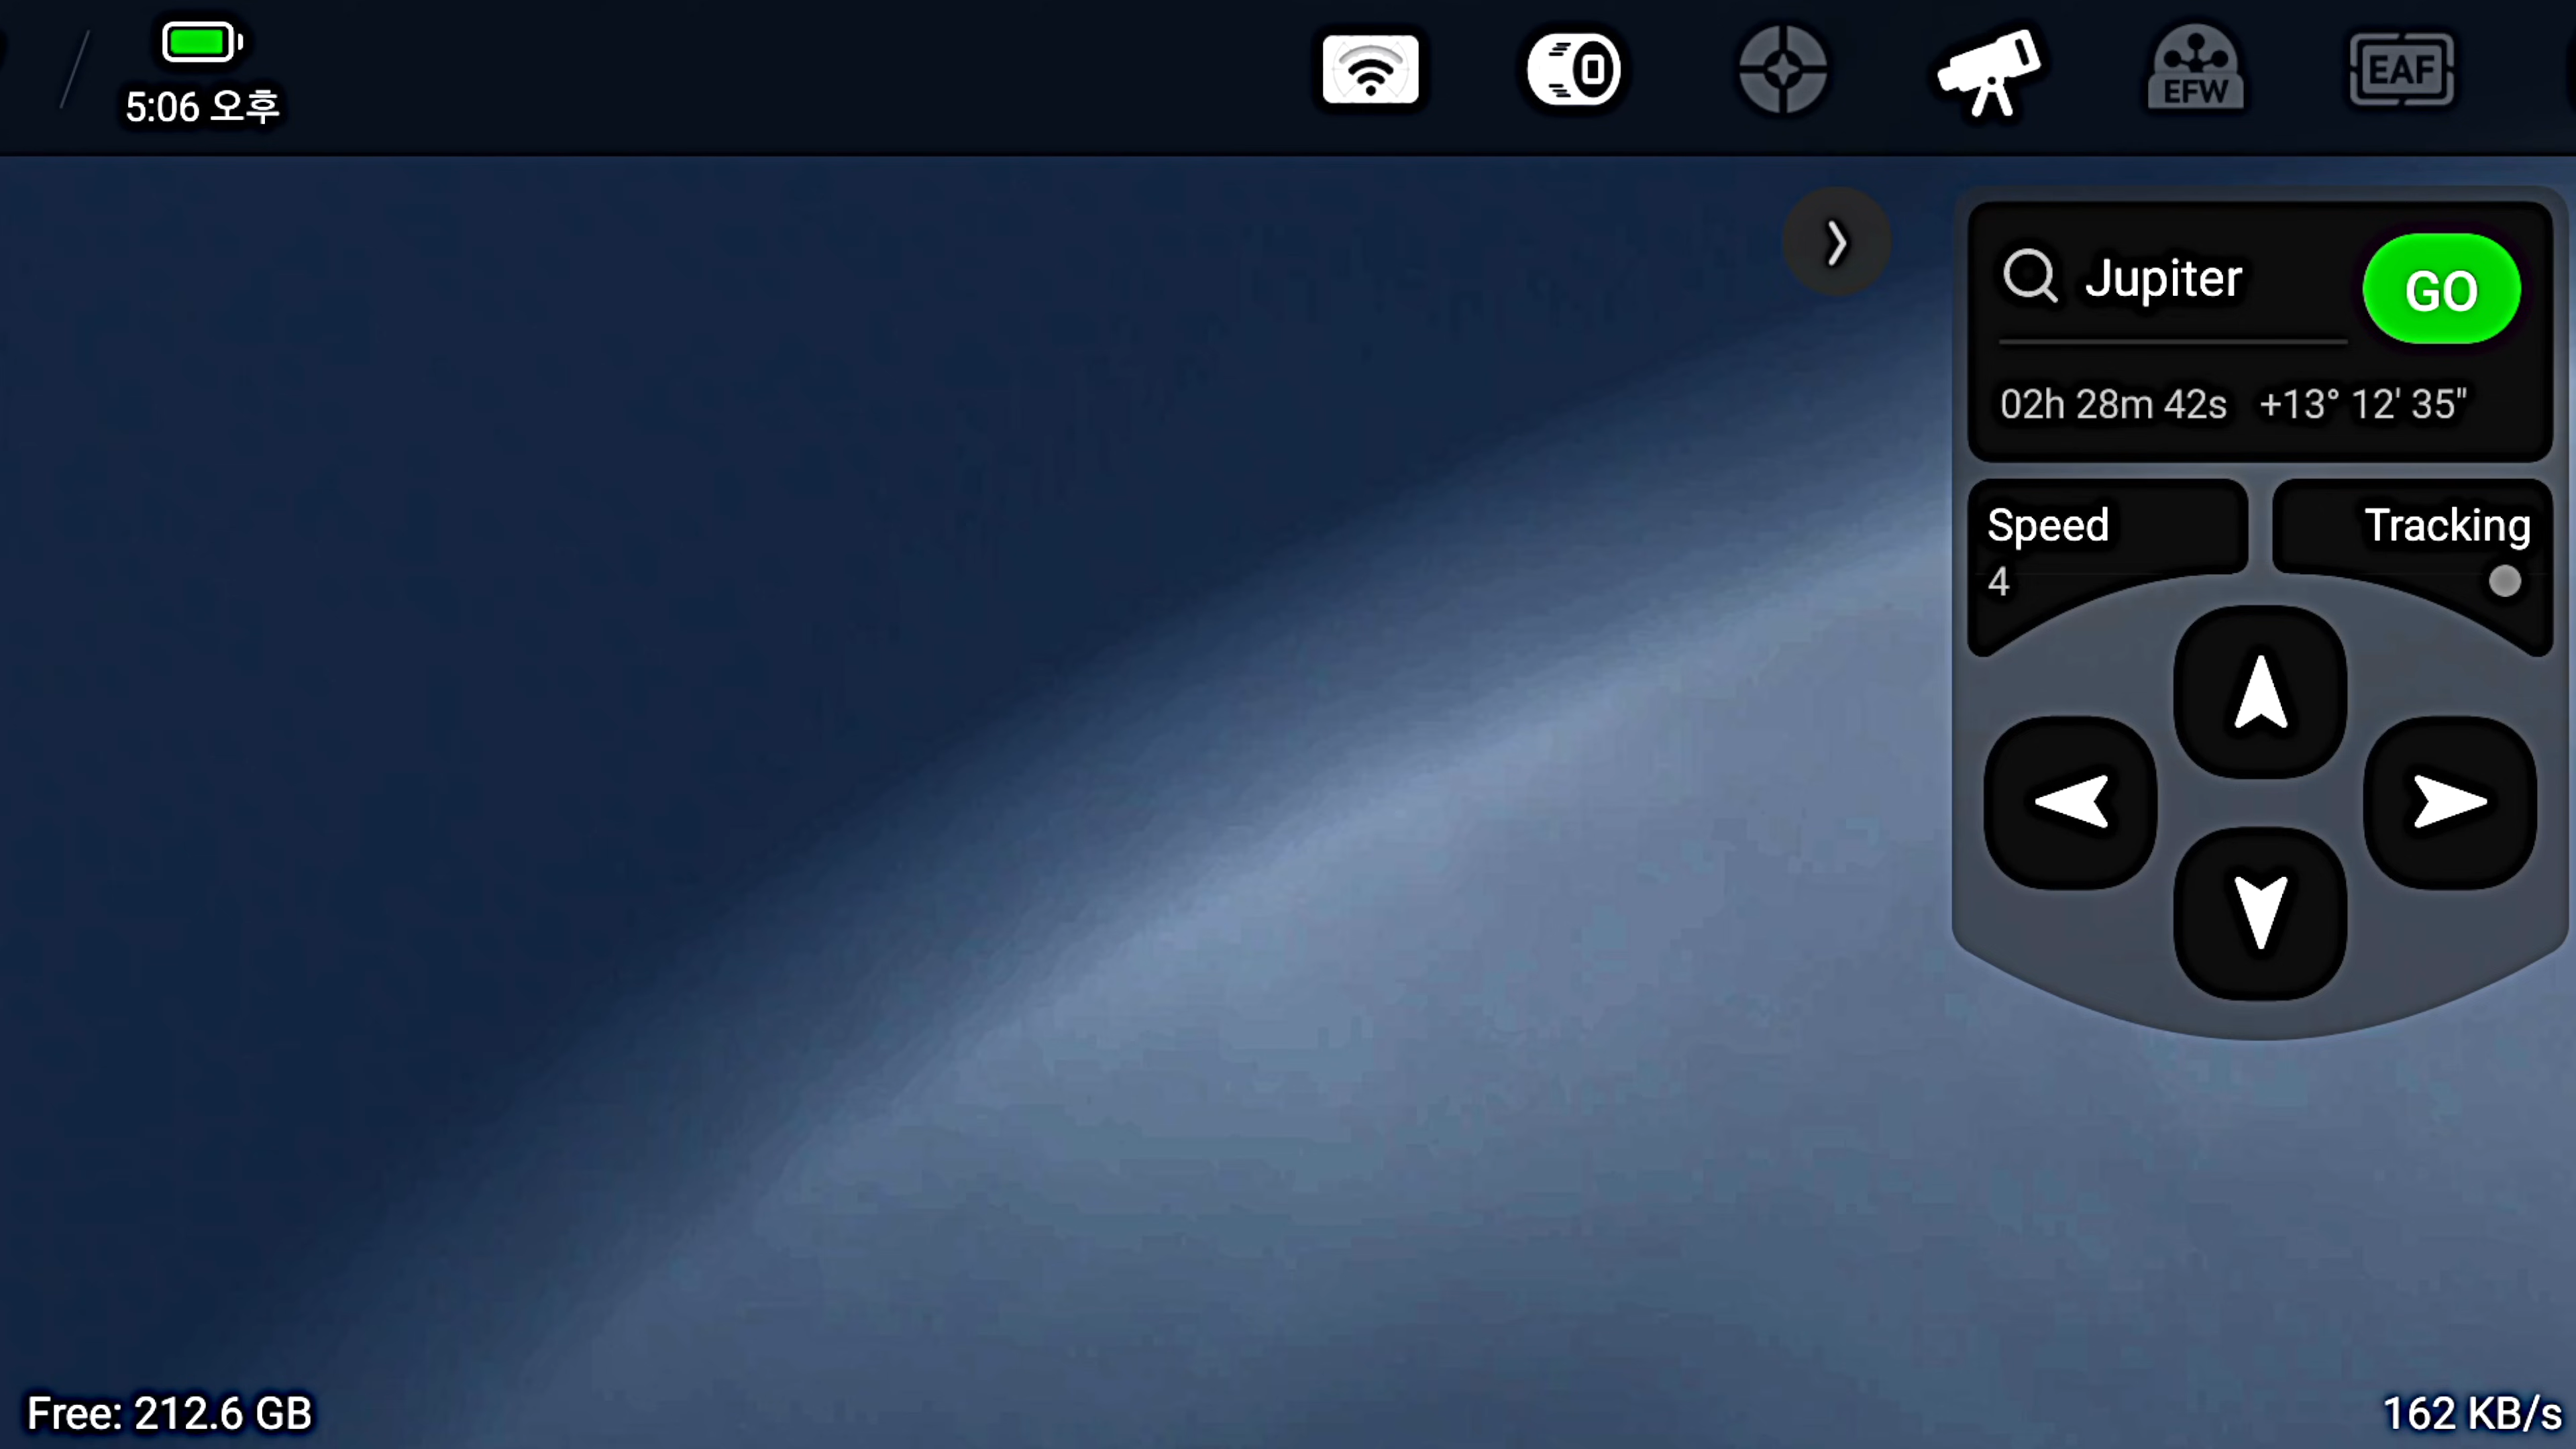 5:06 오후
EFW
EAF
Jupiter
GO
02h 28m 42s +13° 12' 35"
Speed
Tracking
4
Free: 212.6 GB
162 KB/s